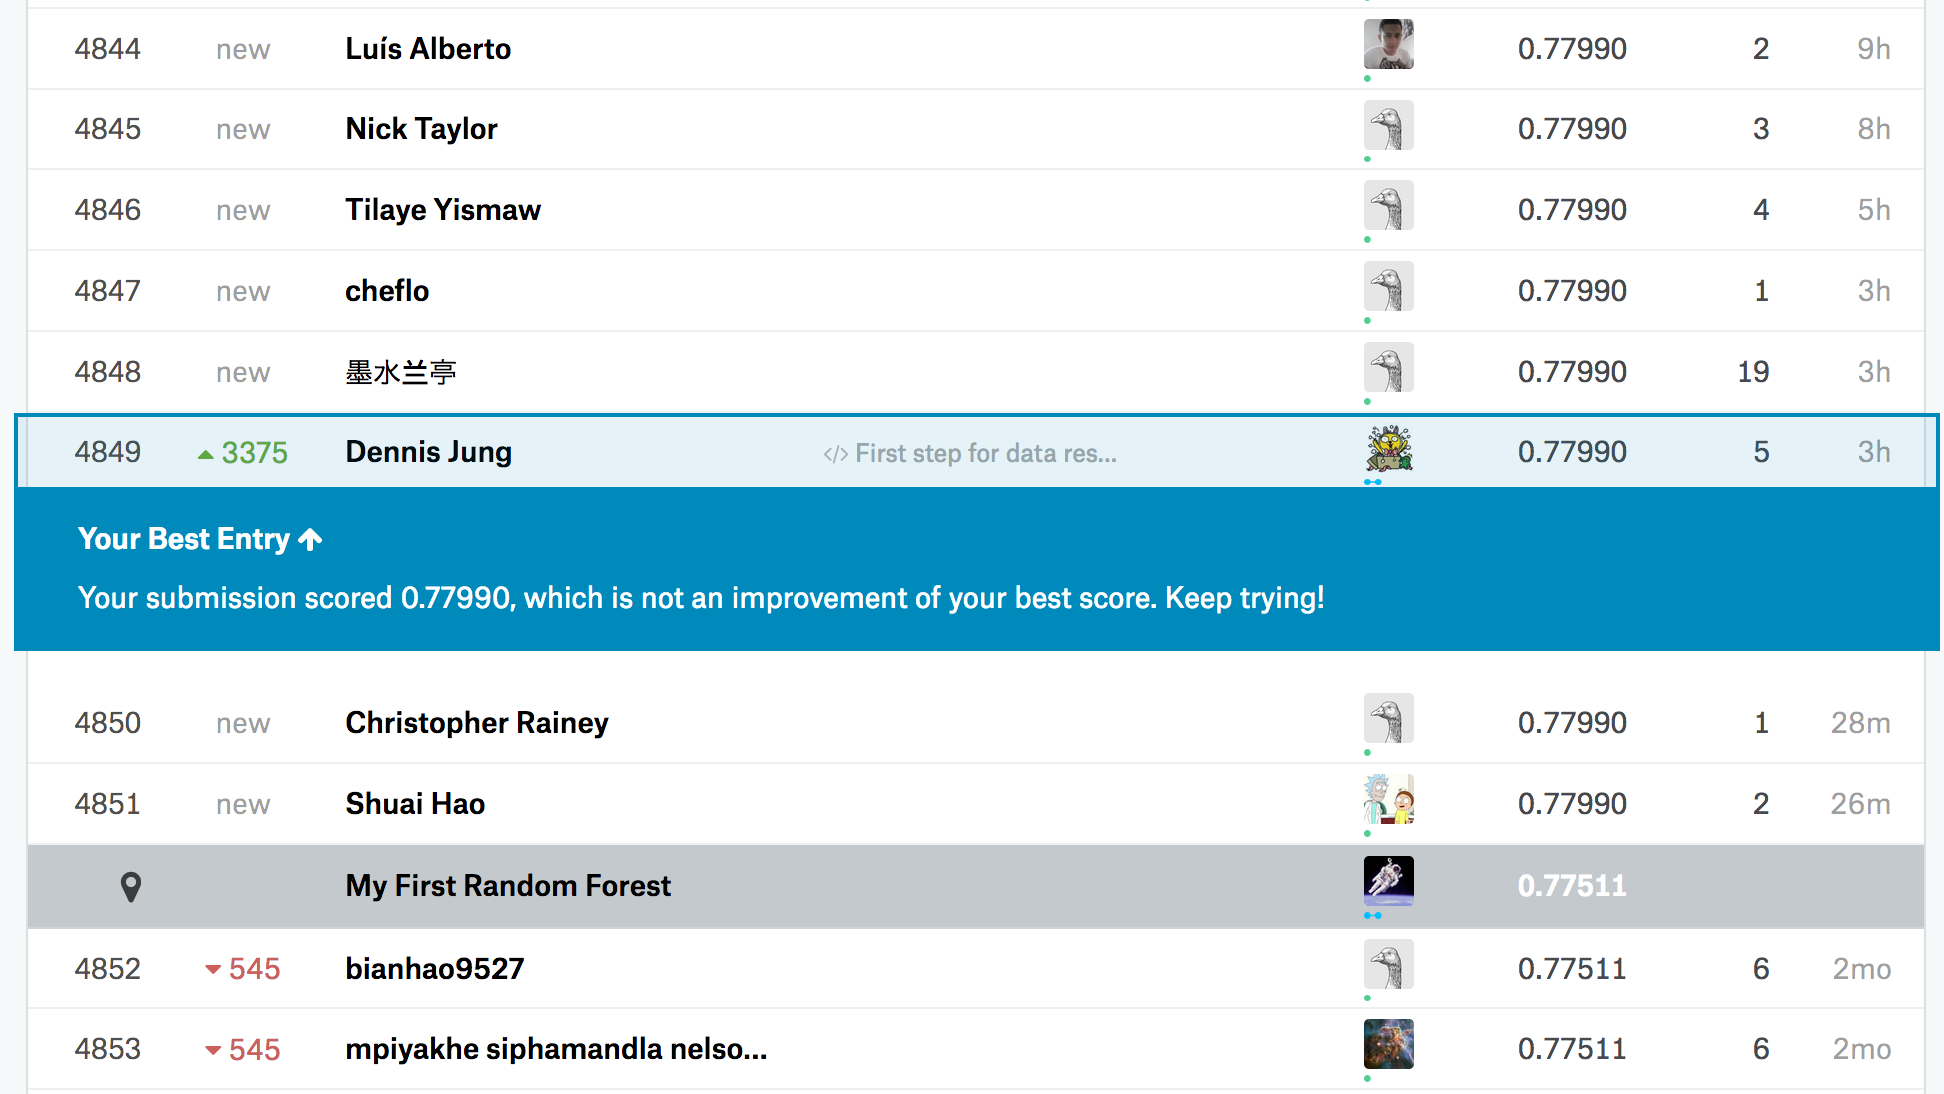 4844 new Luís Alberto 0.77990 2 9h
4845 new Nick Taylor 0.77990 3 8h
4846 new Tilaye Yismaw 0.77990 4 5h
4847 new cheflo 0.77990 1 3h
4848 new 墨水兰亭 0.77990 19 3h
4849 3375 Dennis Jung </> First step for data res... 0.77990 5 3h
Your Best Entry
Your submission scored 0.77990, which is not an improvement of your best score. Keep trying!
4850 new Christopher Rainey 0.77990 1 28m
4851 new Shuai Hao 0.77990 2 26m
My First Random Forest 0.77511
4852 545 bianhao9527 0.77511 6 2mo
4853 545 mpiyakhe siphamandla nelso... 0.77511 6 2mo